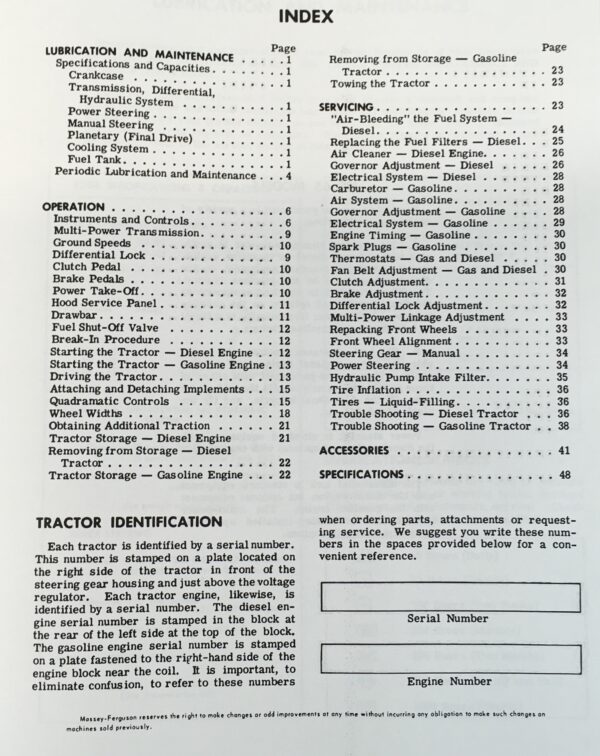 INDEX
Page
LUBRICATION AND MAINTENANCE . . . . . 1
Specifications and Capacities . . . . . . . . 1
Crankcase . . . . . . . . . . . . . . . . . 1
Transmission, Differential,
Hydraulic System . . . . . . . . . . . . 1
Power Steering . . . . . . . . . . . . . . 1
Manual Steering . . . . . . . . . . . . . 1
Planetary (Final Drive) . . . . . . . . . 1
Cooling System . . . . . . . . . . . . . . 1
Fuel Tank . . . . . . . . . . . . . . . . . 1
Periodic Lubrication and Maintenance . . . 4
OPERATION . . . . . . . . . . . . . . . . . 6
Instruments and Controls . . . . . . . . . . 6
Multi-Power Transmission . . . . . . . . . 9
Ground Speeds . . . . . . . . . . . . . . . 10
Differential Lock . . . . . . . . . . . . . . 9
Clutch Pedal . . . . . . . . . . . . . . . . 10
Brake Pedals . . . . . . . . . . . . . . . . 10
Power Take-Off . . . . . . . . . . . . . . . 10
Hood Service Panel . . . . . . . . . . . . . 11
Drawbar . . . . . . . . . . . . . . . . . . . 11
Fuel Shut-Off Valve . . . . . . . . . . . . 12
Break-In Procedure . . . . . . . . . . . . 12
Starting the Tractor — Diesel Engine . . 12
Starting the Tractor — Gasoline Engine . 13
Driving the Tractor . . . . . . . . . . . . . 13
Attaching and Detaching Implements . . . 15
Quadramatic Controls . . . . . . . . . . . 15
Wheel Widths . . . . . . . . . . . . . . . . 18
Obtaining Additional Traction . . . . . . 21
Tractor Storage — Diesel Engine 21
Removing from Storage — Diesel
Tractor . . . . . . . . . . . . . . . . . . 22
Tractor Storage — Gasoline Engine . . . 22
Page
Removing from Storage — Gasoline
Tractor . . . . . . . . . . . . . . . . . 23
Towing the Tractor . . . . . . . . . . . . 23
SERVICING . . . . . . . . . . . . . . . . . . 23
"Air-Bleeding" the Fuel System —
Diesel . . . . . . . . . . . . . . . . . . . 24
Replacing the Fuel Filters — Diesel . . . 25
Air Cleaner — Diesel Engine . . . . . . . 26
Governor Adjustment — Diesel . . . . . 26
Electrical System — Diesel . . . . . . . 28
Carburetor — Gasoline . . . . . . . . . . 28
Air System — Gasoline . . . . . . . . . . 28
Governor Adjustment — Gasoline . . . . 28
Electrical System — Gasoline . . . . . . 29
Engine Timing — Gasoline . . . . . . . . 30
Spark Plugs — Gasoline . . . . . . . . . 30
Thermostats — Gas and Diesel . . . . . 30
Fan Belt Adjustment — Gas and Diesel . 30
Clutch Adjustment . . . . . . . . . . . . . 31
Brake Adjustment . . . . . . . . . . . . . 32
Differential Lock Adjustment . . . . . . . 32
Multi-Power Linkage Adjustment . . . . 33
Repacking Front Wheels . . . . . . . . . 33
Front Wheel Alignment . . . . . . . . . . 33
Steering Gear — Manual . . . . . . . . . 34
Power Steering . . . . . . . . . . . . . . 34
Hydraulic Pump Intake Filter . . . . . . . 35
Tire Inflation . . . . . . . . . . . . . . . 36
Tires — Liquid-Filling . . . . . . . . . . 36
Trouble Shooting — Diesel Tractor . . . 36
Trouble Shooting — Gasoline Tractor . . 38
ACCESSORIES . . . . . . . . . . . . . . . . 41
SPECIFICATIONS . . . . . . . . . . . . . . 48
TRACTOR IDENTIFICATION
Each tractor is identified by a serial number.
This number is stamped on a plate located on
the right side of the tractor in front of the
steering gear housing and just above the voltage
regulator. Each tractor engine, likewise, is
identified by a serial number. The diesel en-
gine serial number is stamped in the block at
the rear of the left side at the top of the block.
The gasoline engine serial number is stamped
on a plate fastened to the right-hand side of the
engine block near the coil. It is important, to
eliminate confusion, to refer to these numbers
when ordering parts, attachments or request-
ing service. We suggest you write these num-
bers in the spaces provided below for a con-
venient reference.
Serial Number
Engine Number
Massey-Ferguson reserves the right to make changes or add improvements at any time without incurring any obligation to make such changes on
machines sold previously.